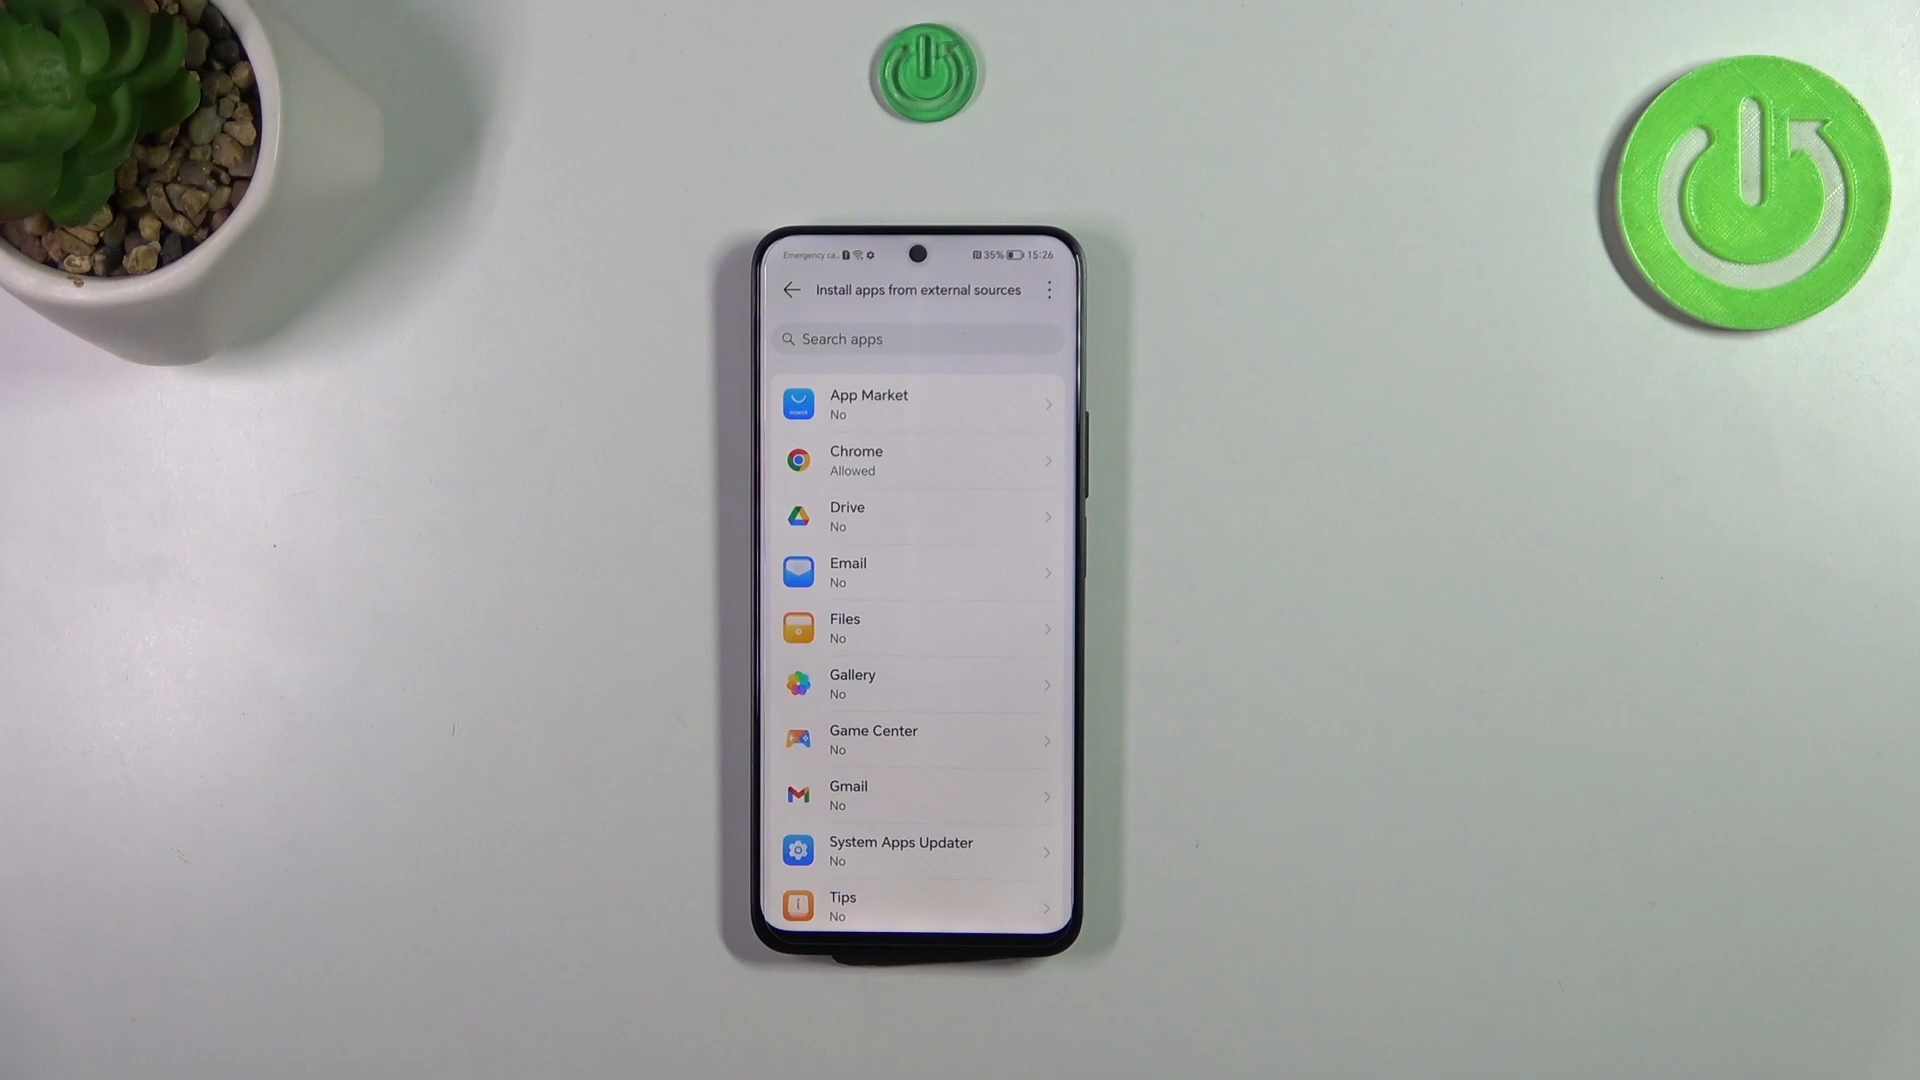 Emergency ca... 35% 15:26
Install apps from external sources
Search apps
App Market
No
Chrome
Allowed
Drive
No
Email
No
Files
No
Gallery
No
Game Center
No
Gmail
No
System Apps Updater
No
Tips
No